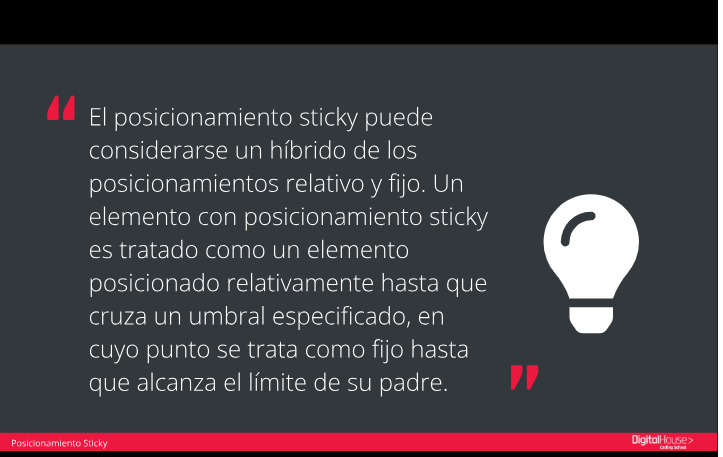 “ El posicionamiento sticky puede
considerarse un híbrido de los
posicionamientos relativo y fijo. Un
elemento con posicionamiento sticky
es tratado como un elemento
posicionado relativamente hasta que
cruza un umbral especificado, en
cuyo punto se trata como fijo hasta
que alcanza el límite de su padre. ”
Posicionamiento Sticky
DigitalHouse>
Coding School